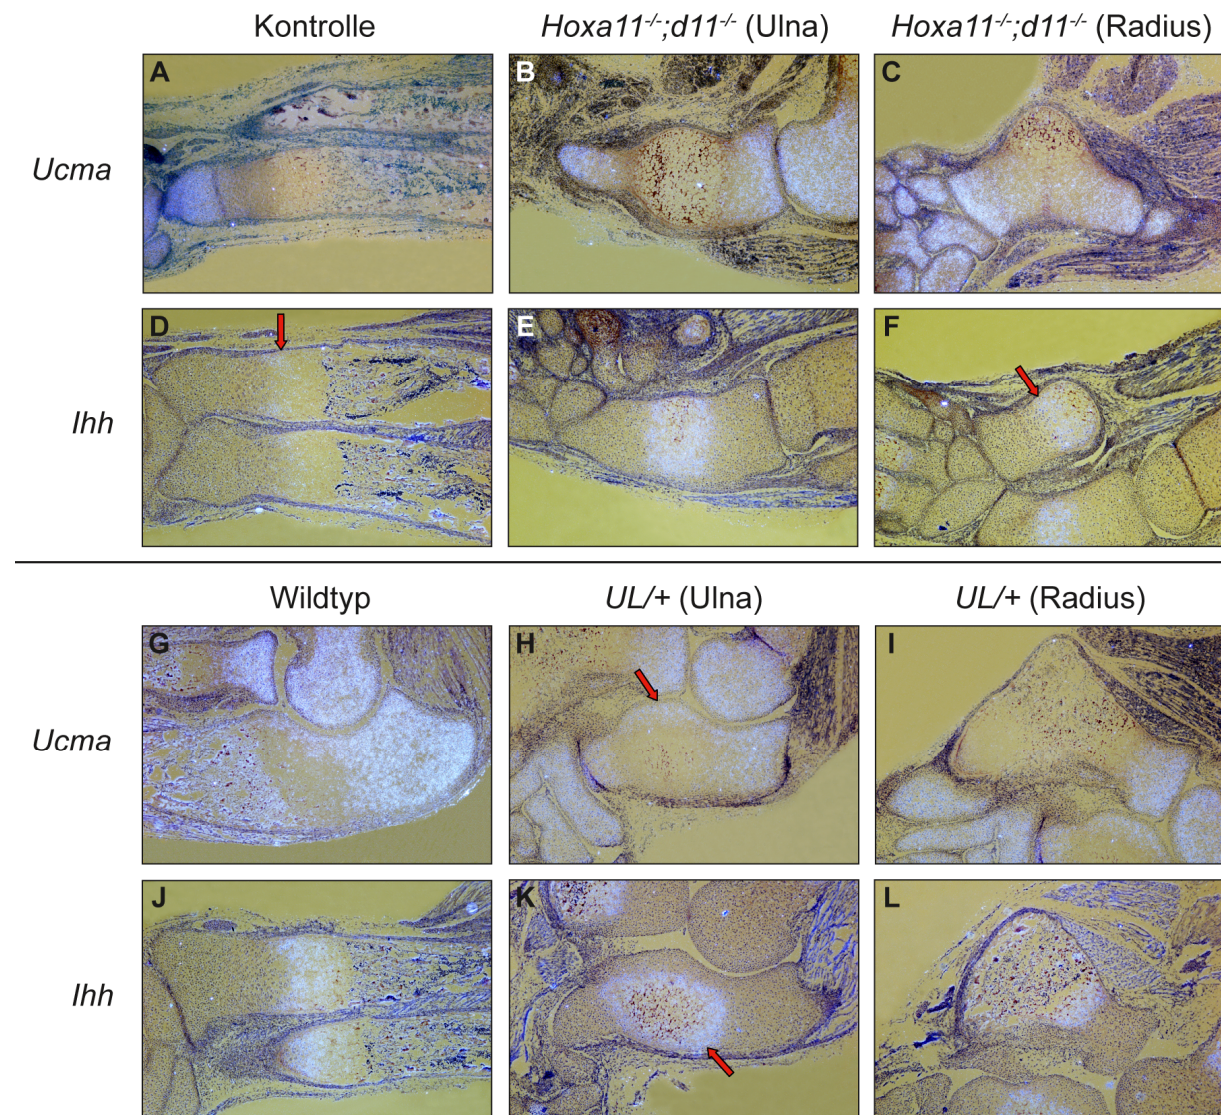 Kontrolle Hoxa11-/-;d11-/- (Ulna) Hoxa11-/-;d11-/- (Radius)
Ucma A B C
Ihh D E F
Wildtyp UL/+ (Ulna) UL/+ (Radius)
Ucma G H I
Ihh J K L